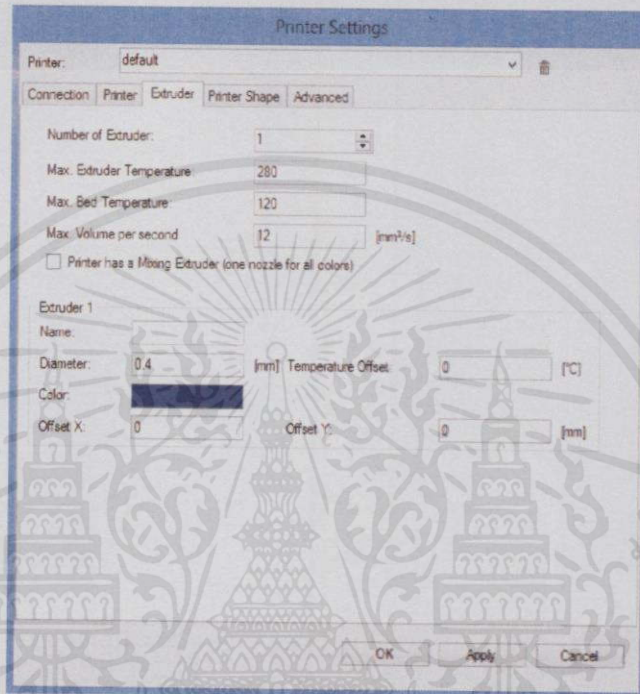 Printer Settings
Printer: default
Connection Printer Extruder Printer Shape Advanced
Number of Extruder: 1
Max. Extruder Temperature: 280
Max. Bed Temperature: 120
Max. Volume per second 12 [mm³/s]
Printer has a Mixing Extruder (one nozzle for all colors)
Extruder 1
Name:
Diameter: 0.4 [mm] Temperature Offset: 0 [°C]
Color:
Offset X: 0 Offset Y: 0 [mm]
OK Apply Cancel